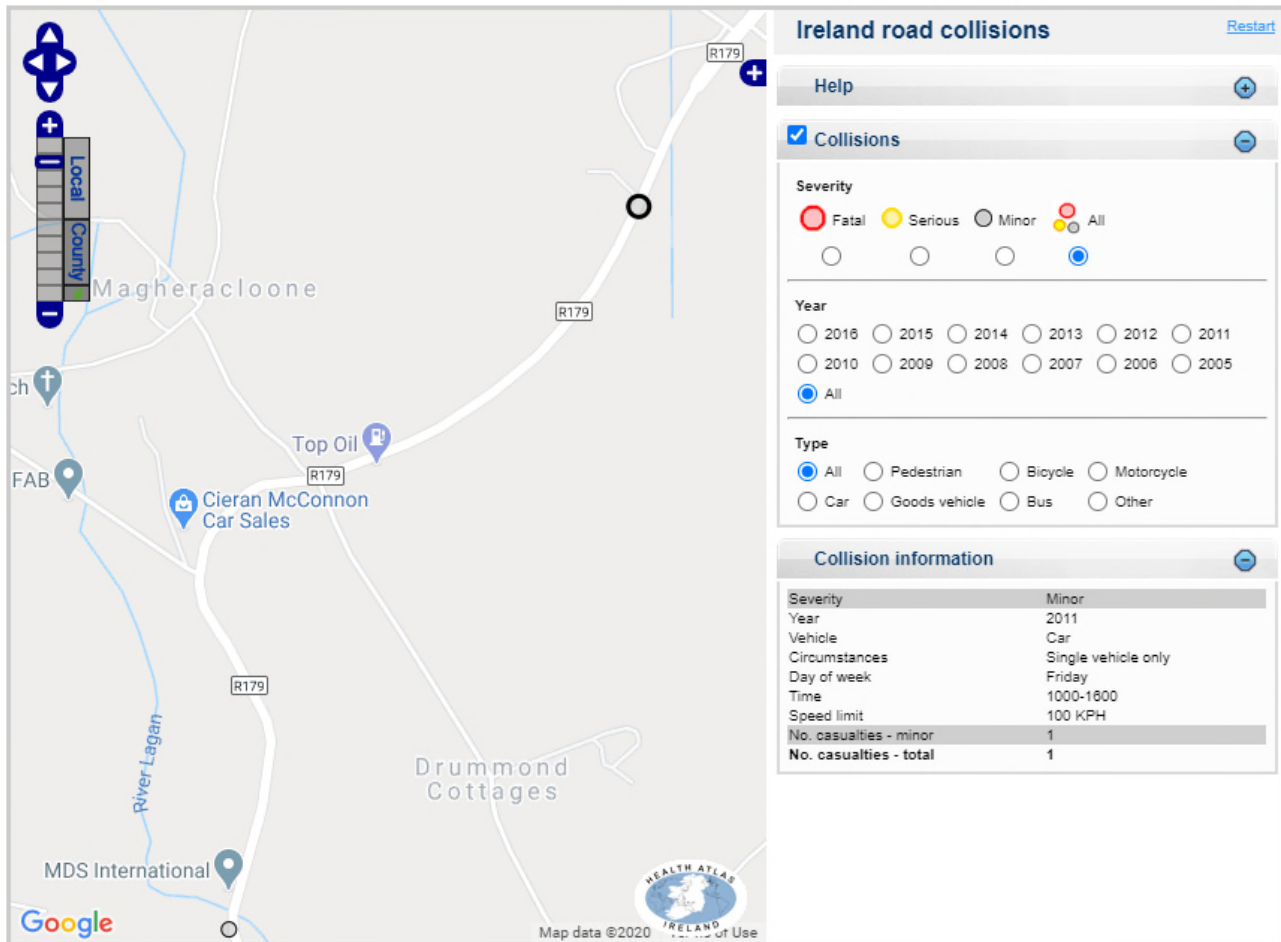 Ireland road collisions
Restart
Help
Collisions
Severity
Fatal Serious Minor All
Year
2016 2015 2014 2013 2012 2011
2010 2009 2008 2007 2006 2005
All
Type
All Pedestrian Bicycle Motorcycle
Car Goods vehicle Bus Other
Collision information
Severity Minor
Year 2011
Vehicle Car
Circumstances Single vehicle only
Day of week Friday
Time 1000-1600
Speed limit 100 KPH
No. casualties - minor 1
No. casualties - total 1
Local
County
R179
Magheracloone
R179
ch
Top Oil
R179
FAB
Cieran McConnon
Car Sales
R179
River Lagan
Drummond
Cottages
MDS International
HEALTH ATLAS
IRELAND
Google
Map data ©2020
of Use